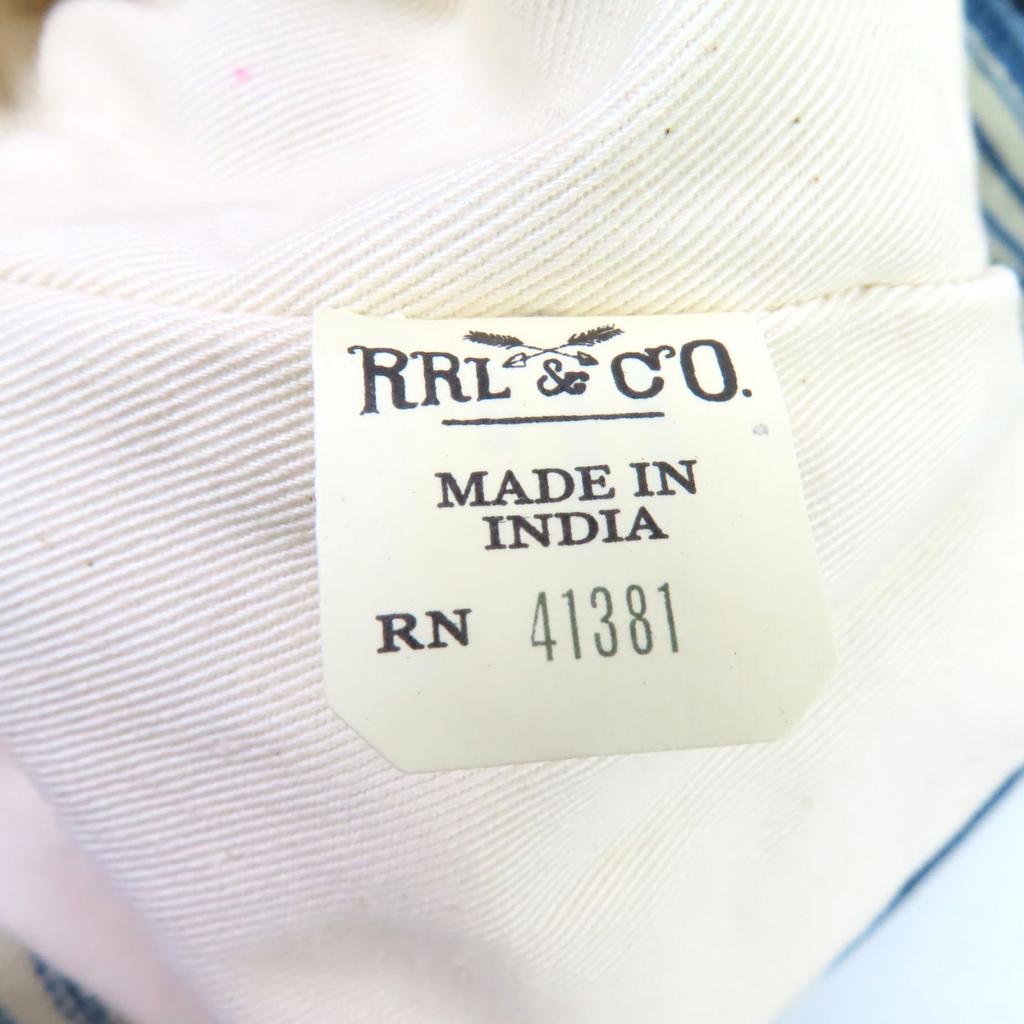 RRL & CO.
MADE IN
INDIA
RN 41381